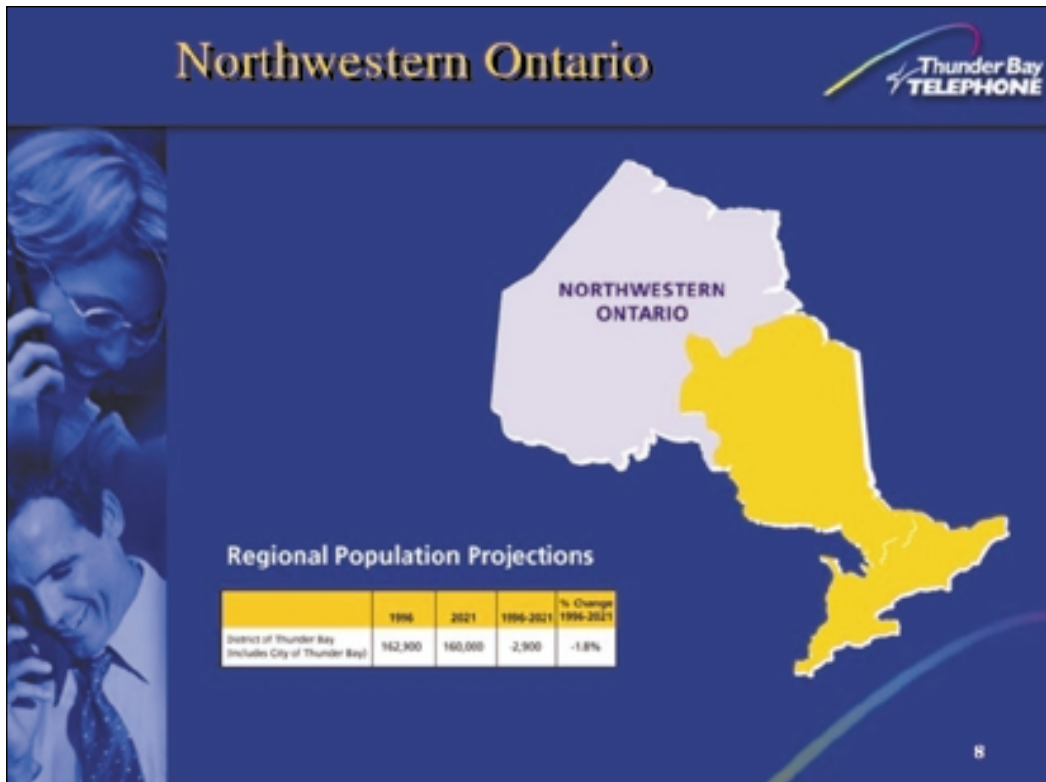 Northwestern Ontario
Thunder Bay
TELEPHONE
NORTHWESTERN
ONTARIO
Regional Population Projections
1996 2021 1996-2021 % Change 1996-2021
District of Thunder Bay
(Includes City of Thunder Bay)
162,900 160,000 -2,900 -1.8%
8